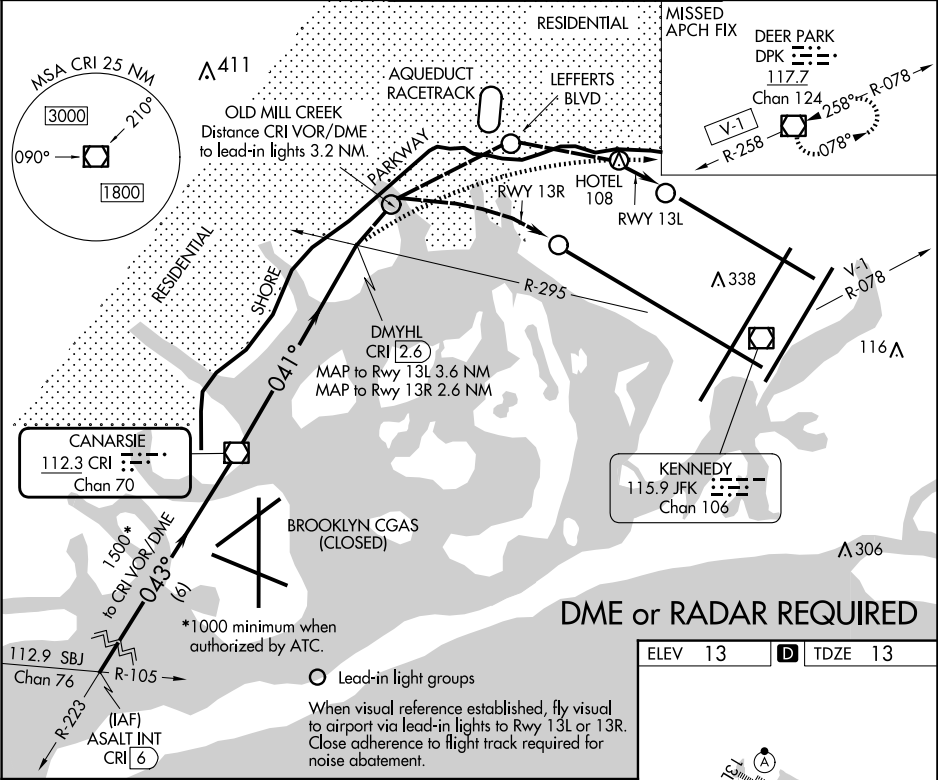 MSA CRI 25 NM
3000
210°
090°
1800
411
RESIDENTIAL
AQUEDUCT
RACETRACK
LEFFERTS
BLVD
OLD MILL CREEK
Distance CRI VOR/DME
to lead-in lights 3.2 NM.
PARKWAY
SHORE
RESIDENTIAL
MISSED
APCH FIX
DEER PARK
DPK
117.7
Chan 124
V-1
R-258
258°
R-078
078°
HOTEL
108
RWY 13R
RWY 13L
R-295
338
V-1
R-078
116
DMYHL
CRI 2.6
MAP to Rwy 13L 3.6 NM
MAP to Rwy 13R 2.6 NM
041°
CANARSIE
112.3 CRI
Chan 70
KENNEDY
115.9 JFK
Chan 106
BROOKLYN CGAS
(CLOSED)
1500*
to CRI VOR/DME
043°
(6)
*1000 minimum when
authorized by ATC.
306
DME or RADAR REQUIRED
112.9 SBJ
Chan 76
R-105
R-223
(IAF)
ASALT INT
CRI 6
Lead-in light groups
When visual reference established, fly visual
to airport via lead-in lights to Rwy 13L or 13R.
Close adherence to flight track required for
noise abatement.
ELEV 13
D
TDZE 13
A
13L